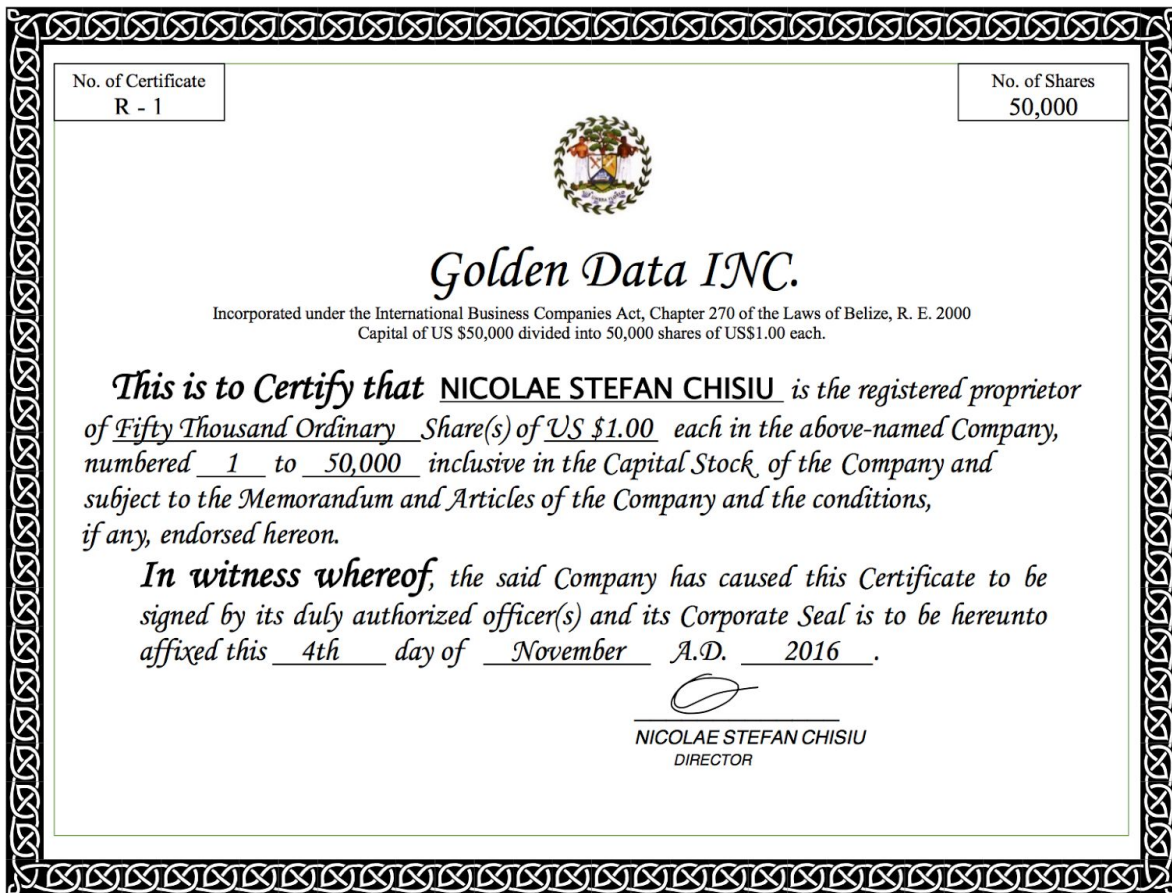 No. of Certificate
R - 1
No. of Shares
50,000
Golden Data INC.
Incorporated under the International Business Companies Act, Chapter 270 of the Laws of Belize, R. E. 2000
Capital of US $50,000 divided into 50,000 shares of US$1.00 each.
This is to Certify that NICOLAE STEFAN CHISIU is the registered proprietor
of Fifty Thousand Ordinary Share(s) of US $1.00 each in the above-named Company,
numbered 1 to 50,000 inclusive in the Capital Stock of the Company and
subject to the Memorandum and Articles of the Company and the conditions,
if any, endorsed hereon.
In witness whereof, the said Company has caused this Certificate to be
signed by its duly authorized officer(s) and its Corporate Seal is to be hereunto
affixed this 4th day of November A.D. 2016.
NICOLAE STEFAN CHISIU
DIRECTOR